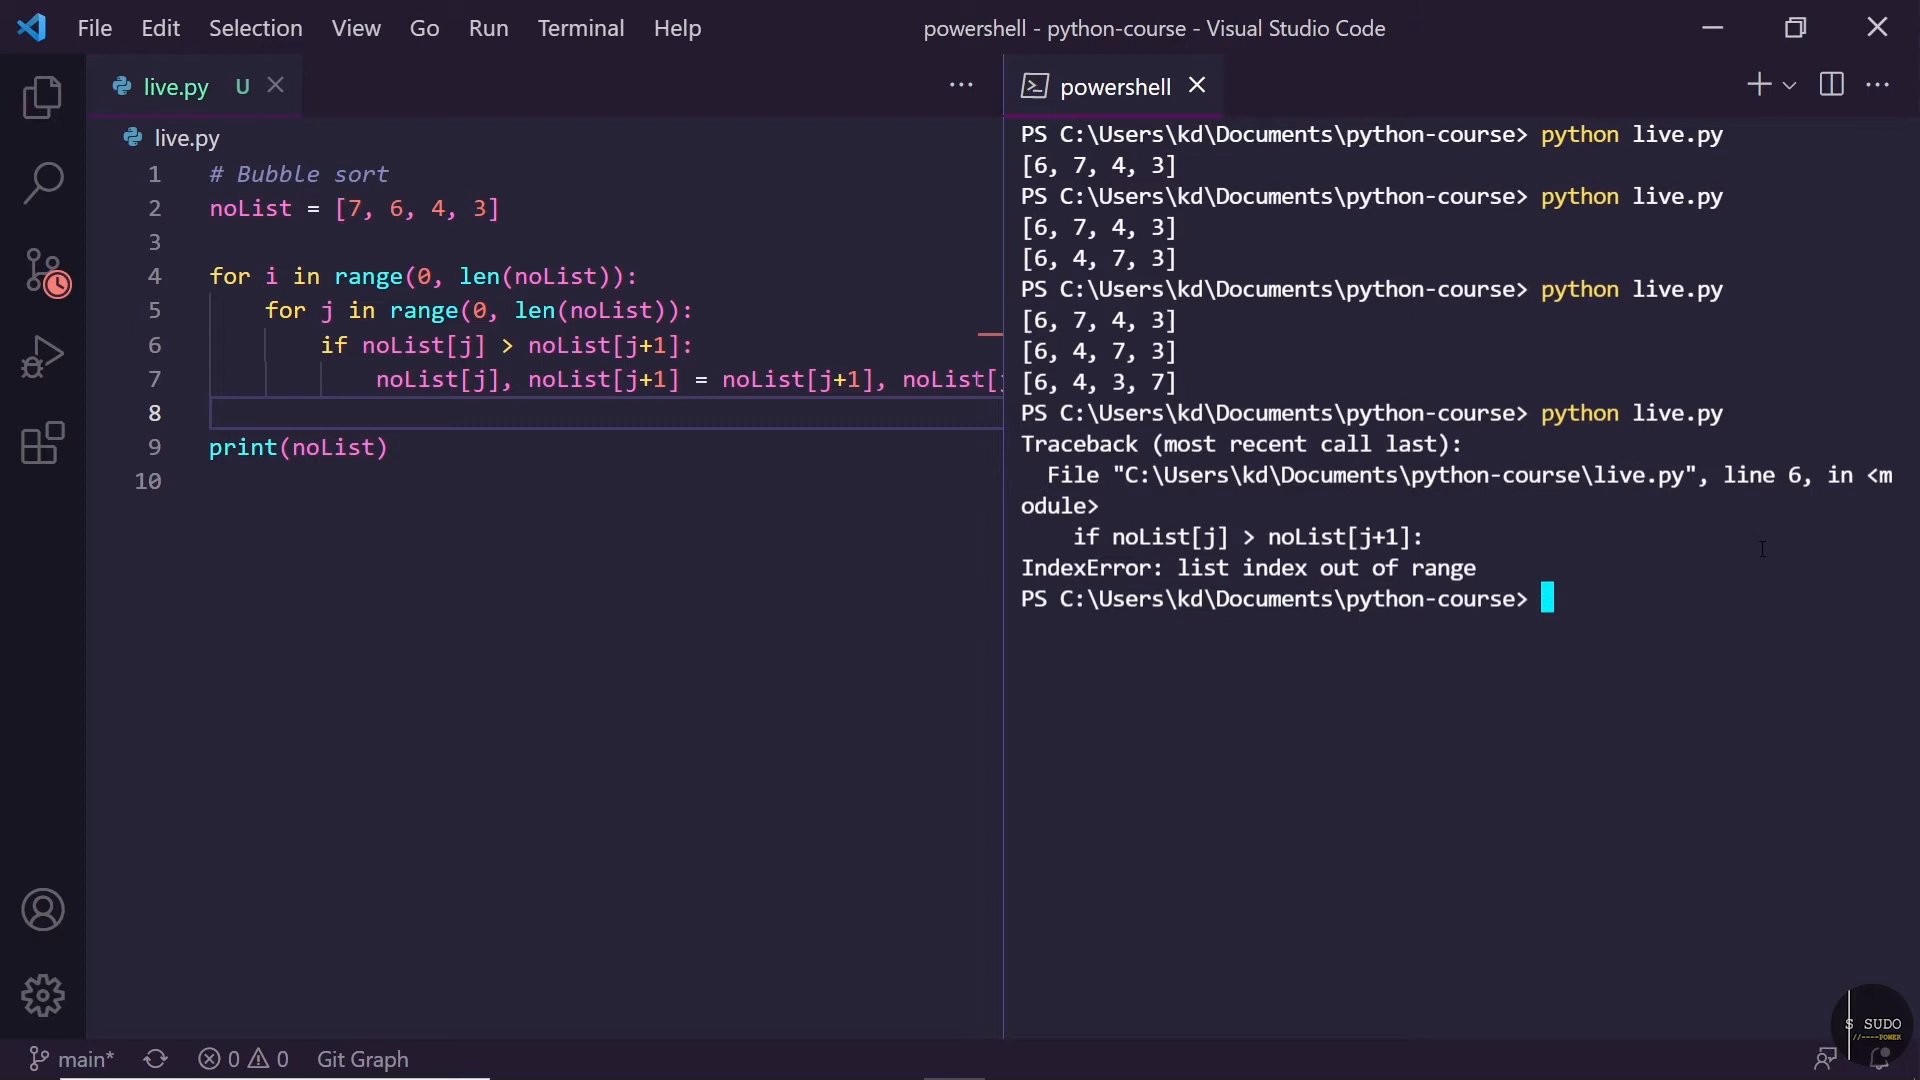 File Edit Selection View Go Run Terminal Help
powershell - python-course - Visual Studio Code
live.py U
powershell
live.py
1 # Bubble sort
2 noList = [7, 6, 4, 3]
3
4 for i in range(0, len(noList)):
5     for j in range(0, len(noList)):
6         if noList[j] > noList[j+1]:
7             noList[j], noList[j+1] = noList[j+1], noList[j
8
9 print(noList)
10
PS C:\Users\kd\Documents\python-course> python live.py
[6, 7, 4, 3]
PS C:\Users\kd\Documents\python-course> python live.py
[6, 7, 4, 3]
[6, 4, 7, 3]
PS C:\Users\kd\Documents\python-course> python live.py
[6, 7, 4, 3]
[6, 4, 7, 3]
[6, 4, 3, 7]
PS C:\Users\kd\Documents\python-course> python live.py
Traceback (most recent call last):
  File "C:\Users\kd\Documents\python-course\live.py", line 6, in <m
odule>
    if noList[j] > noList[j+1]:
IndexError: list index out of range
PS C:\Users\kd\Documents\python-course>
S SUDO
//----POWER
main* 0 0 Git Graph